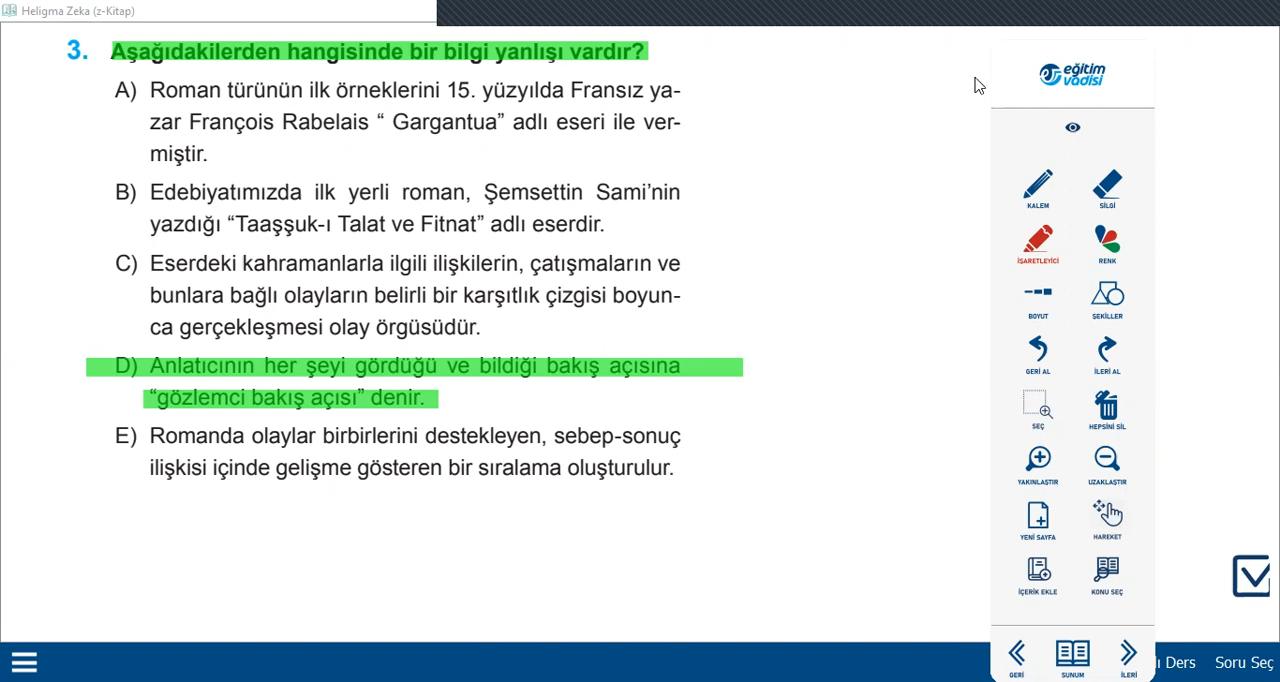 Heligma Zeka (z-Kitap)
3. Aşağıdakilerden hangisinde bir bilgi yanlışı vardır?
A) Roman türünün ilk örneklerini 15. yüzyılda Fransız ya-
zar François Rabelais “ Gargantua” adlı eseri ile ver-
miştir.
B) Edebiyatımızda ilk yerli roman, Şemsettin Sami’nin
yazdığı “Taaşşuk-ı Talat ve Fitnat” adlı eserdir.
C) Eserdeki kahramanlarla ilgili ilişkilerin, çatışmaların ve
bunlara bağlı olayların belirli bir karşıtlık çizgisi boyun-
ca gerçekleşmesi olay örgüsüdür.
D) Anlatıcının her şeyi gördüğü ve bildiği bakış açısına
“gözlemci bakış açısı” denir.
E) Romanda olaylar birbirlerini destekleyen, sebep-sonuç
ilişkisi içinde gelişme gösteren bir sıralama oluşturulur.
eğitim
vadisi
KALEM SİLGİ
İŞARETLEYİCİ RENK
BOYUT ŞEKİLLER
GERİ AL İLERİ AL
SEÇ HEPSİNİ SİL
YAKINLAŞTIR UZAKLAŞTIR
YENİ SAYFA HAREKET
İÇERİK EKLE KONU SEÇ
GERİ SUNUM İLERİ
Ders Soru Seç